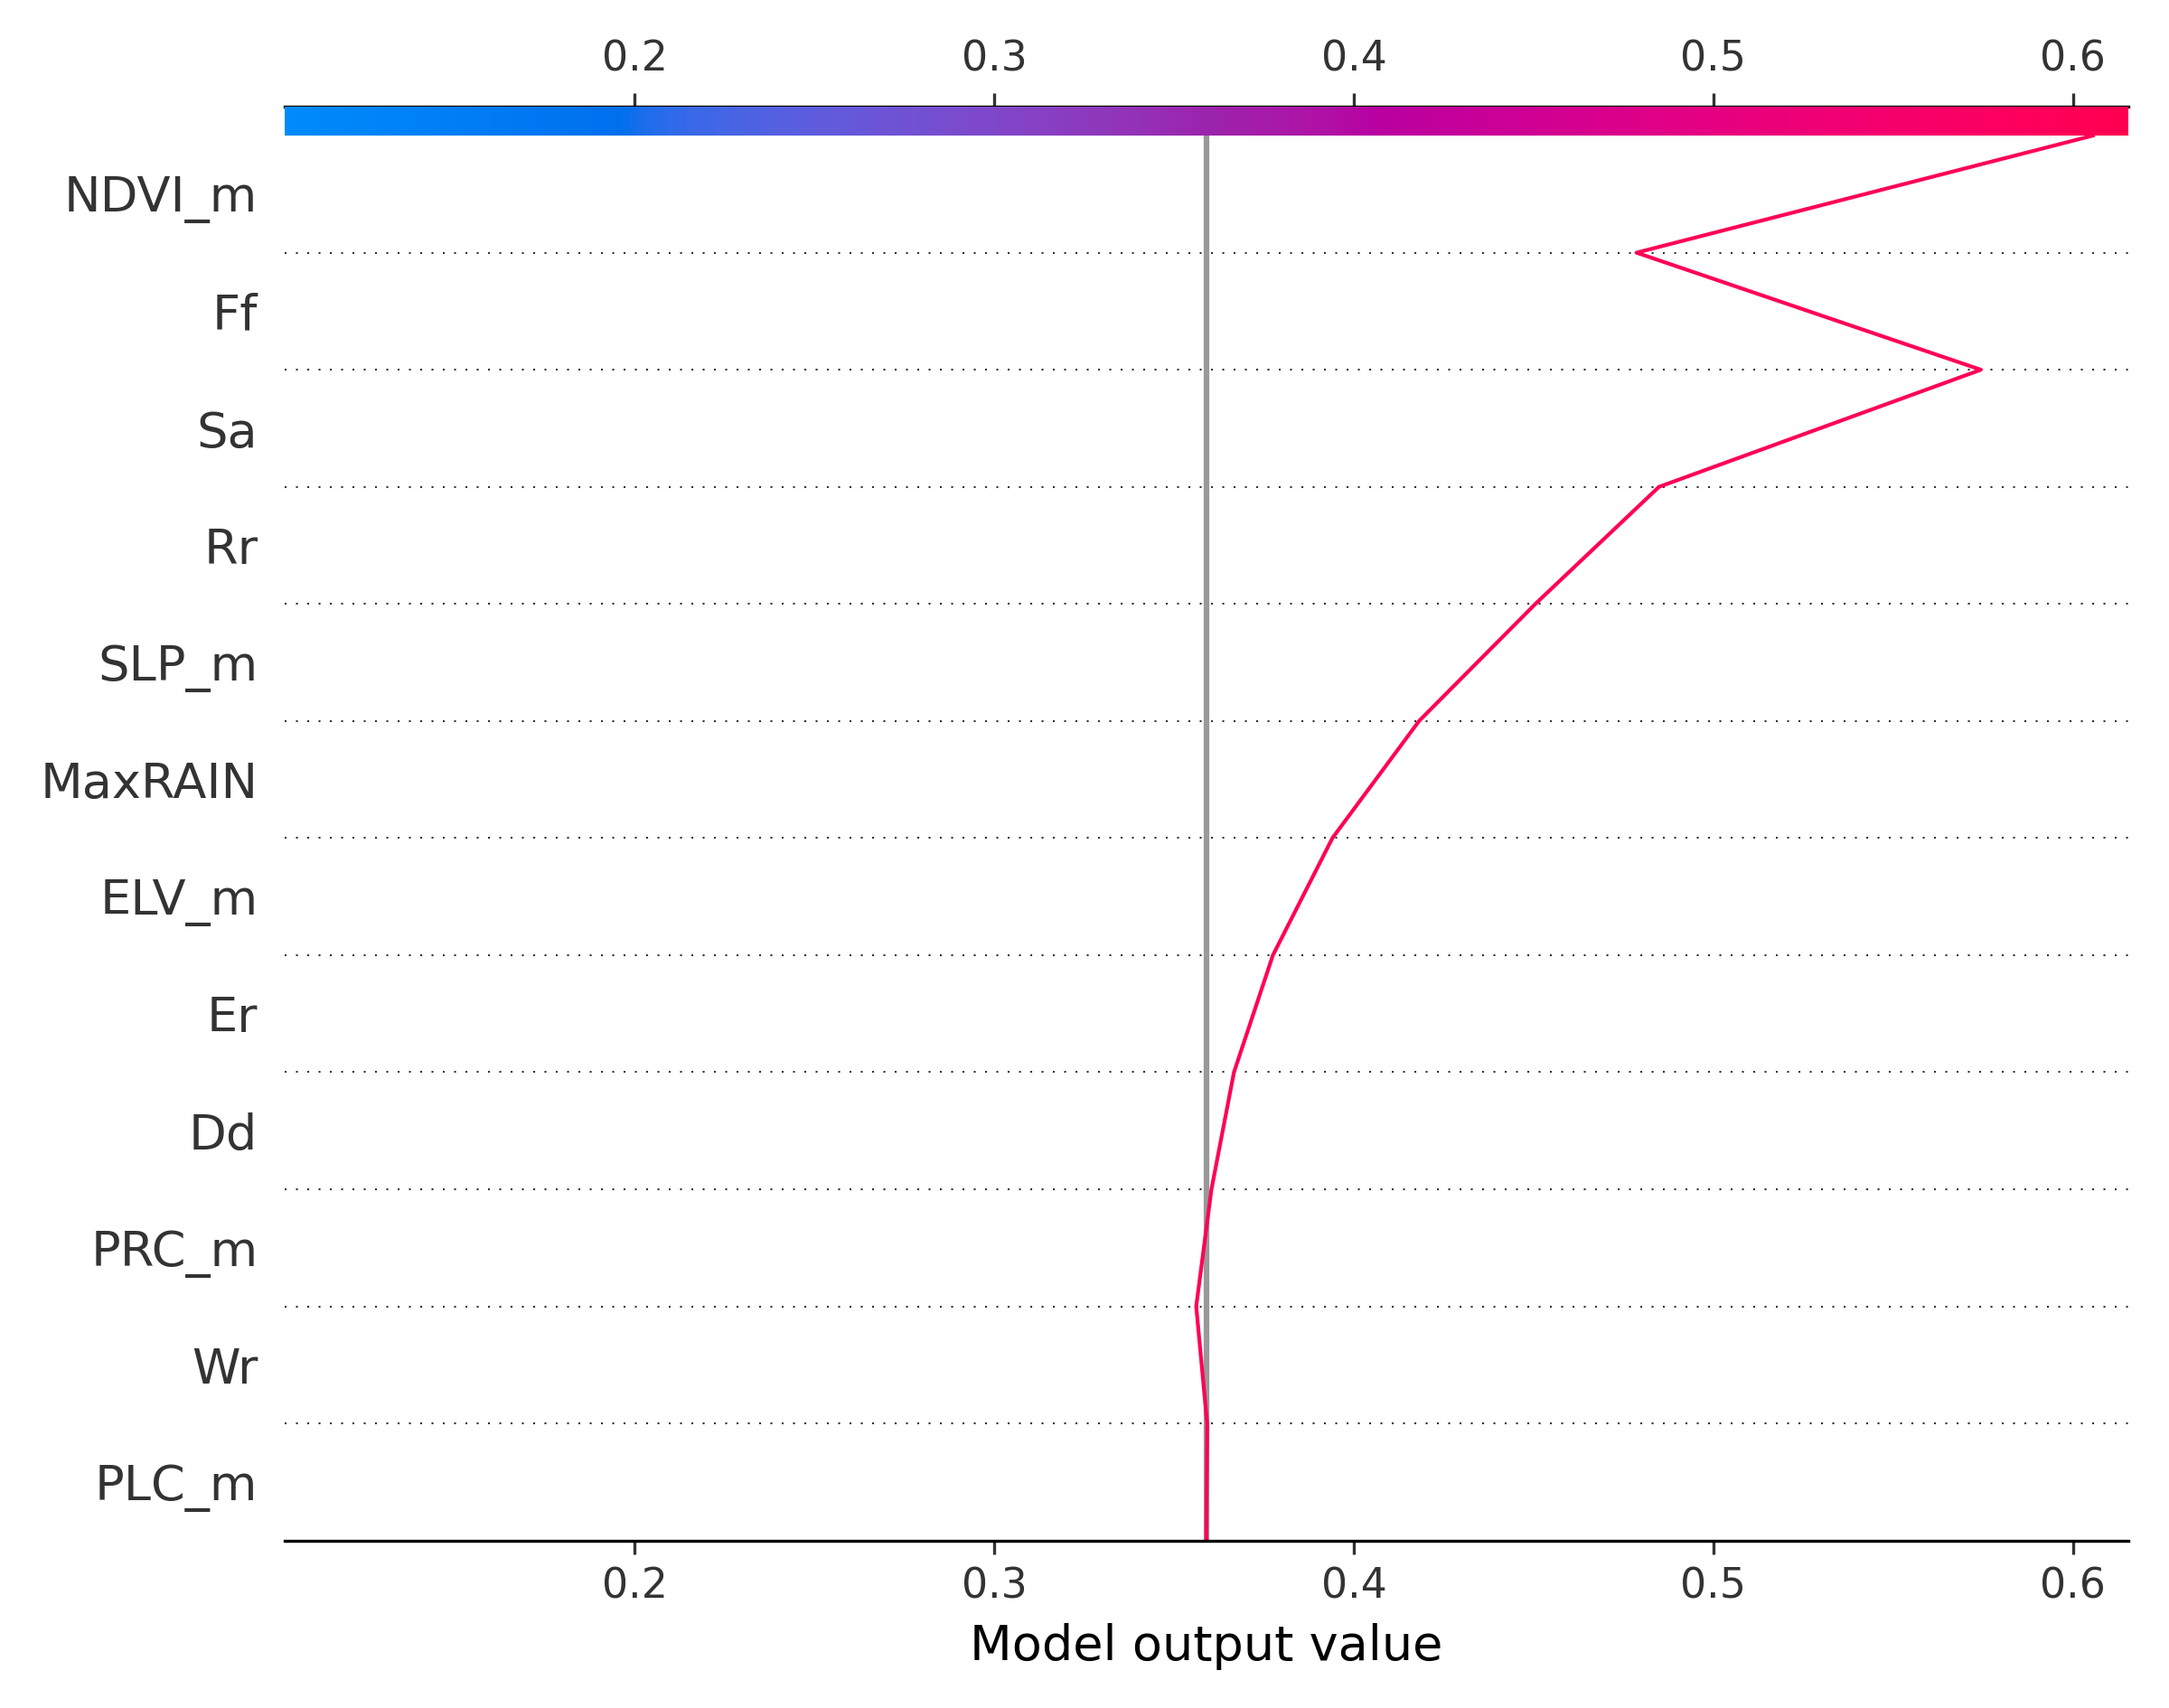 0.2 0.3 0.4 0.5 0.6
NDVI_m
Ff
Sa
Rr
SLP_m
MaxRAIN
ELV_m
Er
Dd
PRC_m
Wr
PLC_m
0.2 0.3 0.4 0.5 0.6
Model output value